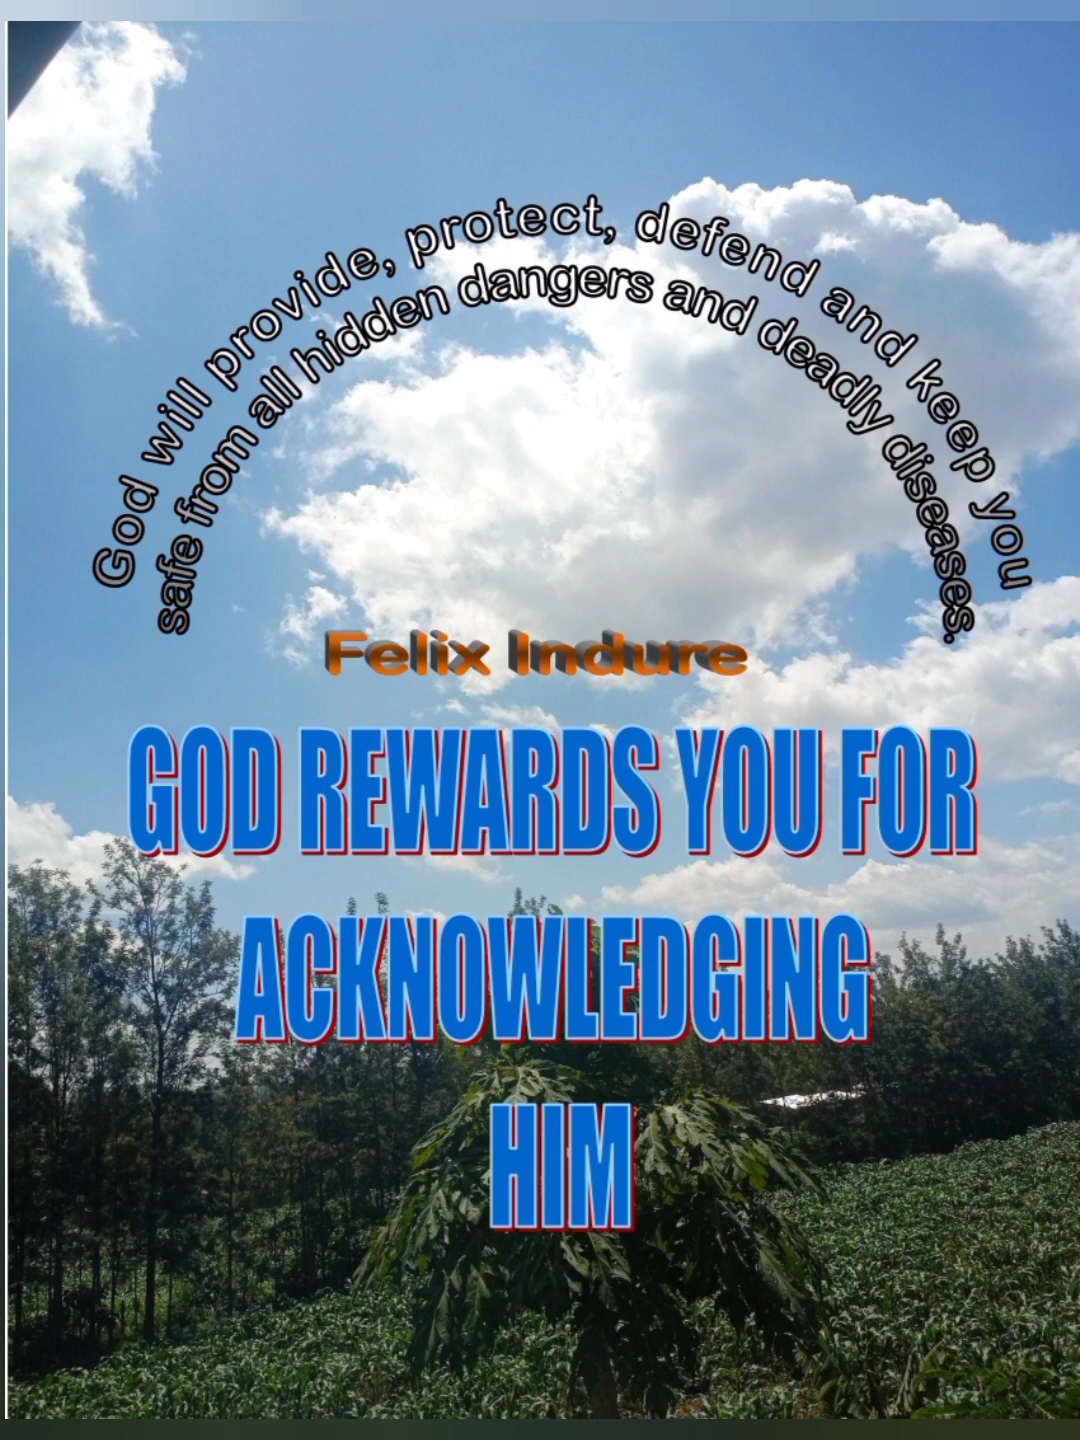 God will provide, protect, defend and keep you
safe from all hidden dangers and deadly diseases.
Felix Indure
GOD REWARDS YOU FOR
ACKNOWLEDGING
HIM